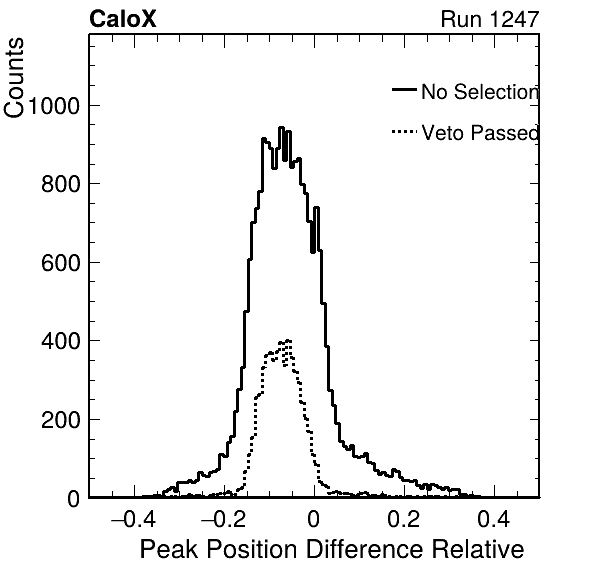 CaloX Run 1247
Counts
No Selection
Veto Passed
1000
800
600
400
200
0
−0.4 −0.2 0 0.2 0.4
Peak Position Difference Relative